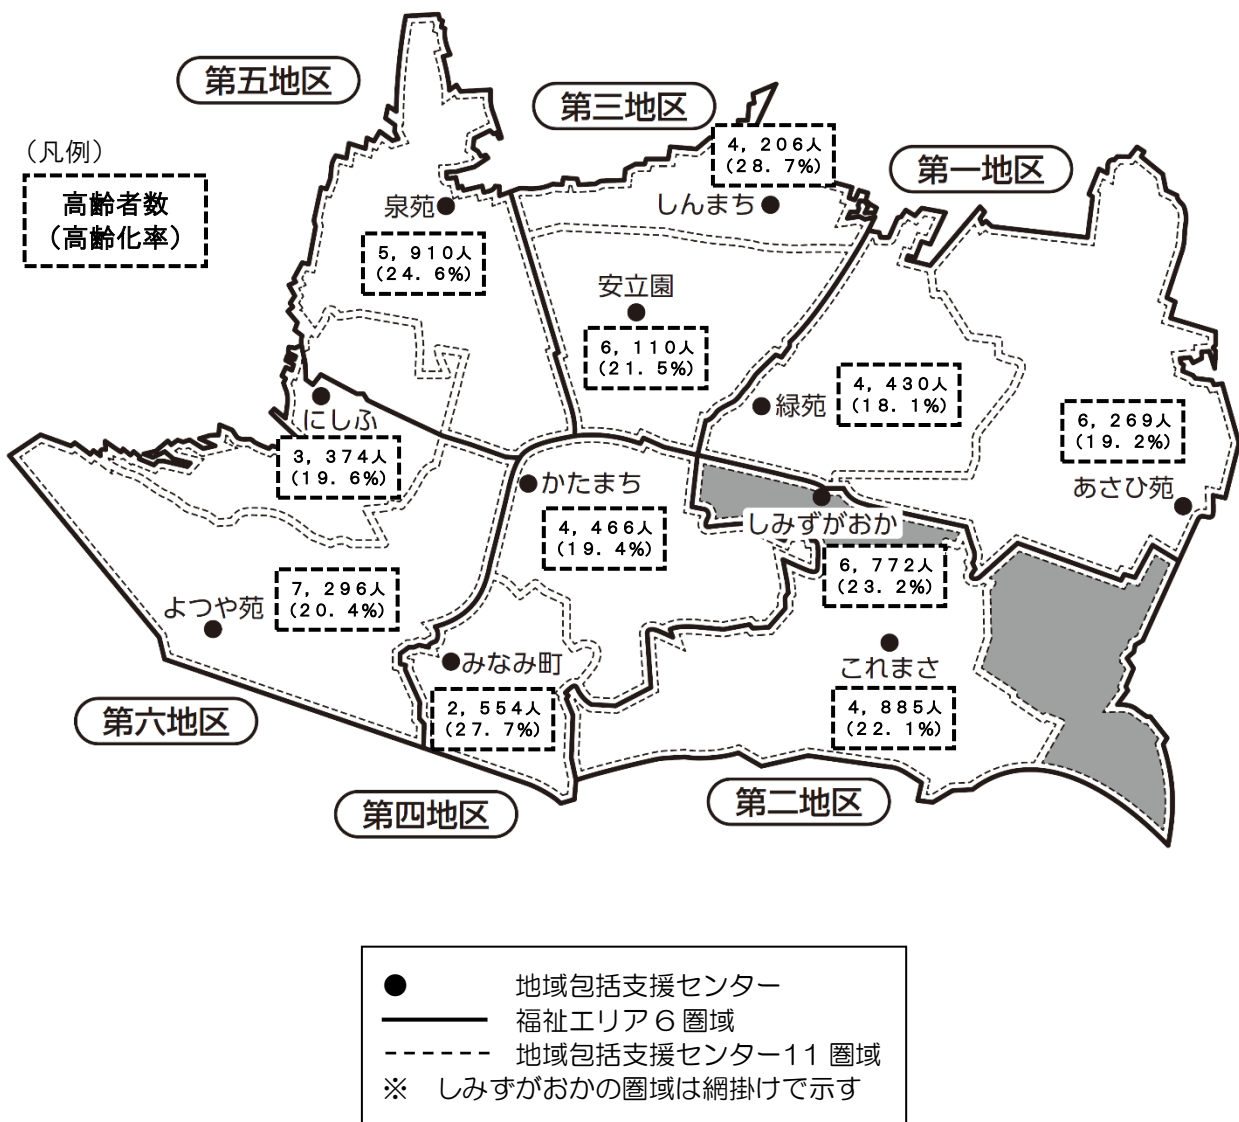 第五地区
第三地区
4, 206人
(28. 7%)
第一地区
（凡例）
高齢者数
（高齢化率）
泉苑
しんまち
5, 910人
(24. 6%)
安立園
6, 110人
(21. 5%)
緑苑
4, 430人
(18. 1%)
6, 269人
(19. 2%)
あさひ苑
にしふ
3, 374人
(19. 6%)
かたまち
4, 466人
(19. 4%)
しみずがおか
6, 772人
(23. 2%)
よつや苑
7, 296人
(20. 4%)
みなみ町
2, 554人
(27. 7%)
これまさ
4, 885人
(22. 1%)
第六地区
第四地区
第二地区
● 地域包括支援センター
福祉エリア６圏域
地域包括支援センター11 圏域
※ しみずがおかの圏域は網掛けで示す